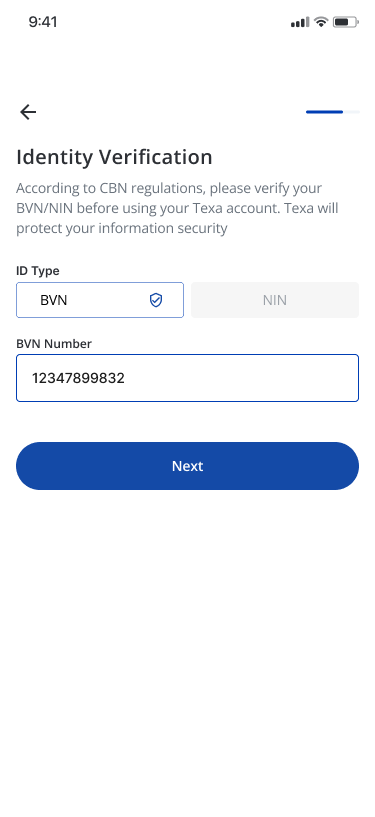 9:41
Identity Verification
According to CBN regulations, please verify your
BVN/NIN before using your Texa account. Texa will
protect your information security
ID Type
BVN
NIN
BVN Number
12347899832
Next